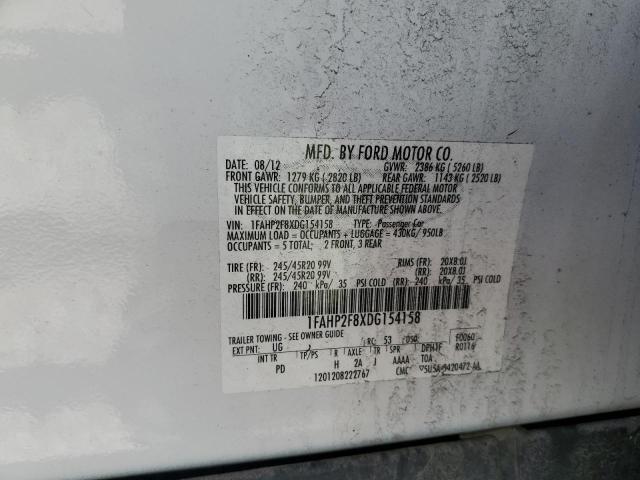 MFD. BY FORD MOTOR CO.
DATE: 08/12 GVWR: 2386 KG (5260 LB)
FRONT GAWR: 1279 KG (2820 LB) REAR GAWR: 1143 KG (2520 LB)
THIS VEHICLE CONFORMS TO ALL APPLICABLE FEDERAL MOTOR
VEHICLE SAFETY, BUMPER, AND THEFT PREVENTION STANDARDS
IN EFFECT ON THE DATE OF MANUFACTURE SHOWN ABOVE.
VIN: 1FAHP2F8XDG154158 TYPE: Passenger Car
MAXIMUM LOAD = OCCUPANTS + LUGGAGE = 430KG/950LB
OCCUPANTS = 5 TOTAL; 2 FRONT, 3 REAR
TIRE (FR): 245/45R20 99V RIMS (FR): 20X8.0J
(RR): 245/45R20 99V (RR): 20X8.0J
PRESSURE (FR): 240 kPa/ 35 PSI COLD (RR) 240 kPa/ 35 PSI COLD
1FAHP2F8XDG154158
TRAILER TOWING - SEE OWNER GUIDE
EXT PNT: UG RC: 53 DSO:
INT TR TP/PS R AXLE TR SPR R0116
PD H 2A J AAAA TOA
1201208222767 CMC